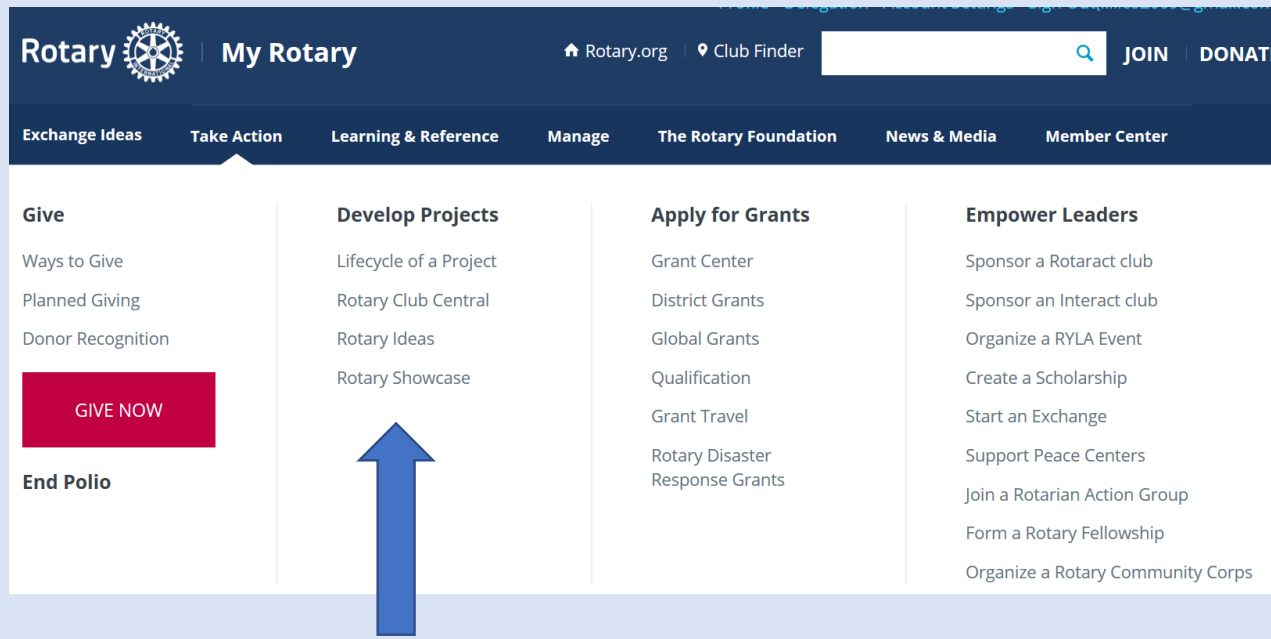 Rotary | My Rotary
Rotary.org
Club Finder
JOIN
Exchange Ideas
Take Action
Learning & Reference
Manage
The Rotary Foundation
News & Media
Member Center
Give
Ways to Give
Planned Giving
Donor Recognition
GIVE NOW
End Polio
Develop Projects
Lifecycle of a Project
Rotary Club Central
Rotary Ideas
Rotary Showcase
Apply for Grants
Grant Center
District Grants
Global Grants
Qualification
Grant Travel
Rotary Disaster
Response Grants
Empower Leaders
Sponsor a Rotaract club
Sponsor an Interact club
Organize a RYLA Event
Create a Scholarship
Start an Exchange
Support Peace Centers
Join a Rotarian Action Group
Form a Rotary Fellowship
Organize a Rotary Community Corps